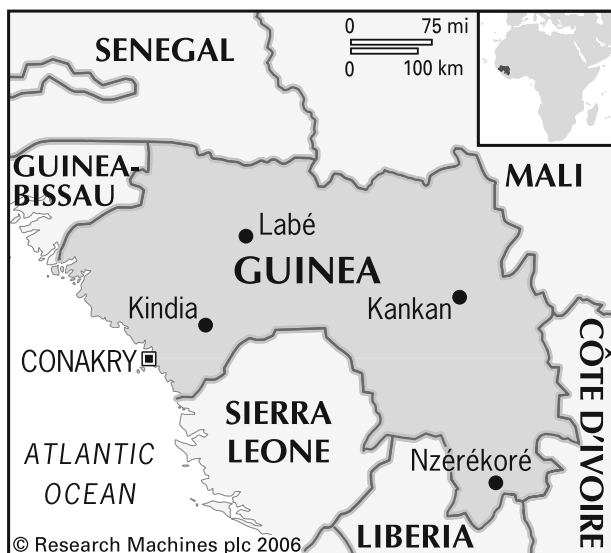 SENEGAL
0 75 mi
0 100 km
GUINEA-
BISSAU
MALI
Labé
GUINEA
Kindia
Kankan
CONAKRY
CÔTE D'IVOIRE
SIERRA
LEONE
ATLANTIC
OCEAN
Nzérékoré
LIBERIA
© Research Machines plc 2006